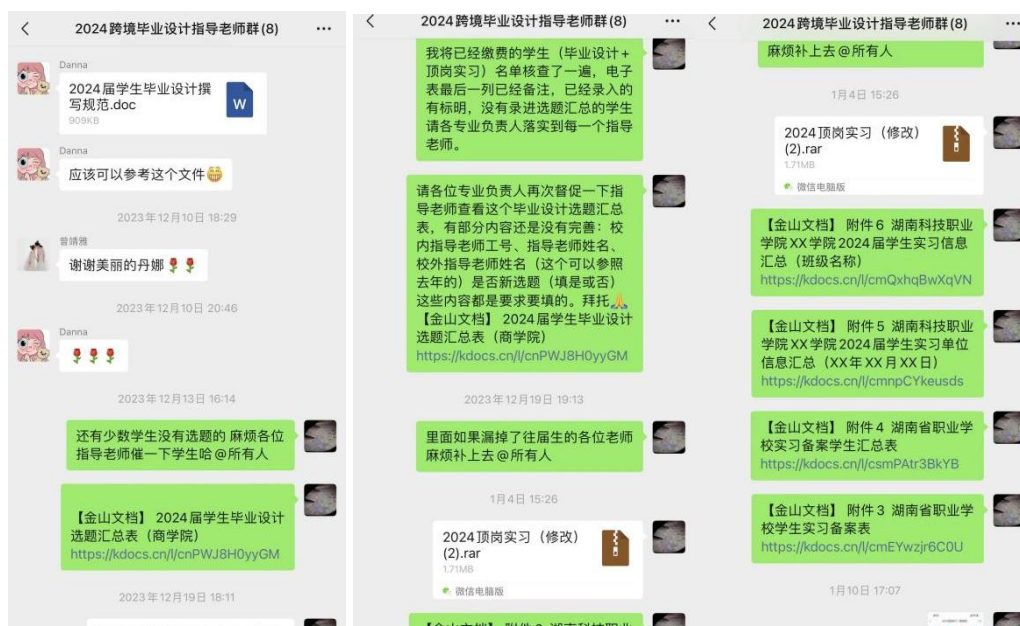 2024跨境毕业设计指导老师群(8)
Danna
2024届学生毕业设计撰
写规范.doc
909KB
W
Danna
应该可以参考这个文件
2023年12月10日 18:29
曾靖雅
谢谢美丽的丹娜
2023年12月10日 20:46
Danna
2023年12月13日 16:14
还有少数学生没有选题的 麻烦各位
指导老师催一下学生哈@所有人
【金山文档】 2024届学生毕业设计
选题汇总表（商学院）
https://kdocs.cn/l/cnPWJ8H0yyGM
2023年12月19日 18:11
2024跨境毕业设计指导老师群(8)
我将已经缴费的学生（毕业设计+
顶岗实习）名单核查了一遍，电子
表最后一列已经备注，已经录入的
有标明，没有录进选题汇总的学生
请各专业负责人落实到每一个指导
老师。
请各位专业负责人再次督促一下指
导老师查看这个毕业设计选题汇总
表，有部分内容还是没有完善：校
内指导老师工号、指导老师姓名、
校外指导老师姓名（这个可以参照
去年的）是否新选题（填是或否）
这些内容都是要求要填的。拜托
【金山文档】 2024届学生毕业设计
选题汇总表（商学院）
https://kdocs.cn/l/cnPWJ8H0yyGM
2023年12月19日 19:13
里面如果漏掉了往届生的各位老师
麻烦补上去@所有人
1月4日 15:26
2024顶岗实习（修改）
(2).rar
1.71MB
微信电脑版
【金山文档】 附件6 湖南科技职业
2024跨境毕业设计指导老师群(8)
麻烦补上去@所有人
1月4日 15:26
2024顶岗实习（修改）
(2).rar
1.71MB
微信电脑版
【金山文档】 附件6 湖南科技职业
学院XX学院2024届学生实习信息
汇总（班级名称）
https://kdocs.cn/l/cmQxhqBwXqVN
【金山文档】 附件5 湖南科技职业
学院XX学院2024届学生实习单位
信息汇总（XX年XX月XX日）
https://kdocs.cn/l/cmnpCYkeusds
【金山文档】 附件4 湖南省职业学
校实习备案学生汇总表
https://kdocs.cn/l/csmPAtr3BkYB
【金山文档】 附件3 湖南省职业学
校学生实习备案表
https://kdocs.cn/l/cmEYwzjr6C0U
1月10日 17:07